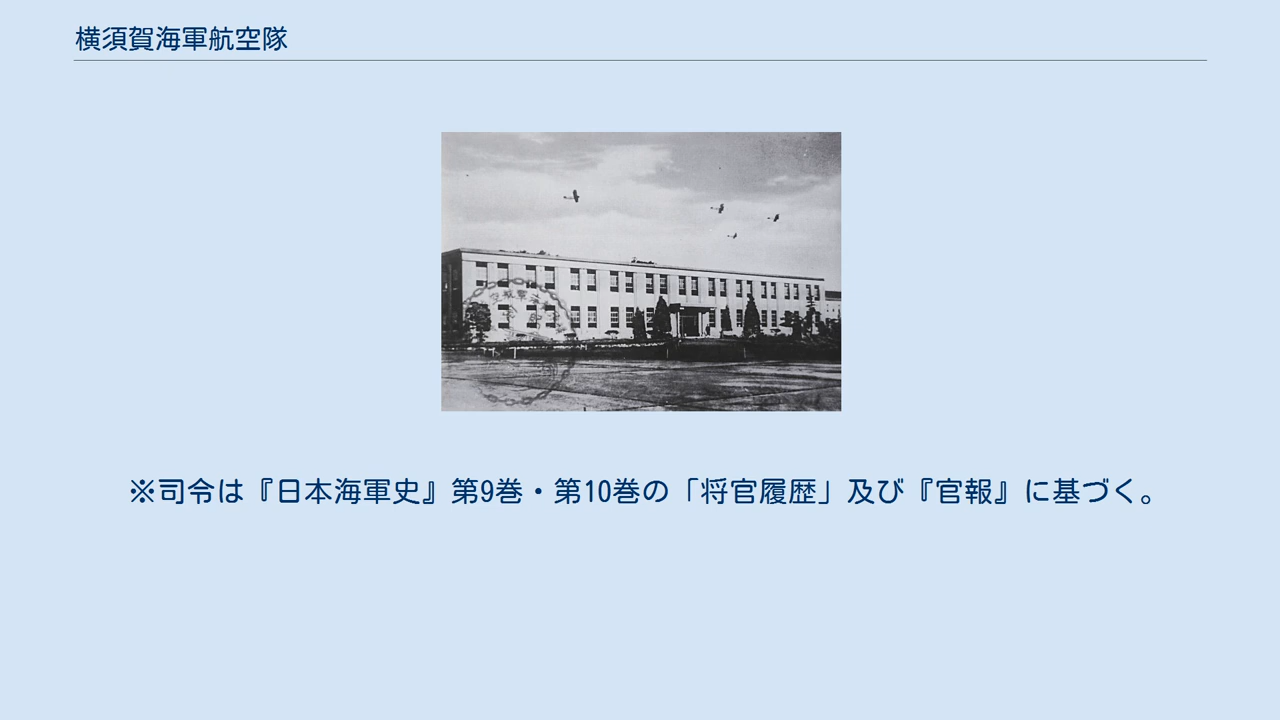 横須賀海軍航空隊
※司令は『日本海軍史』第9巻・第10巻の「将官履歴」及び『官報』に基づく。